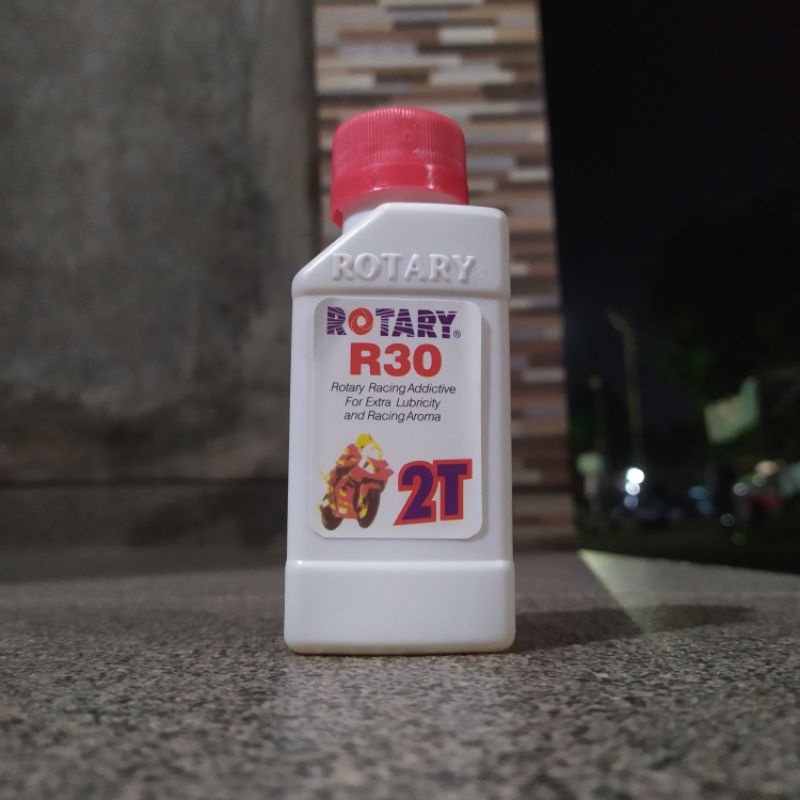 ROTARY®
ROTARY®
R30
Rotary Racing Addictive
For Extra Lubricity
and Racing Aroma
2T